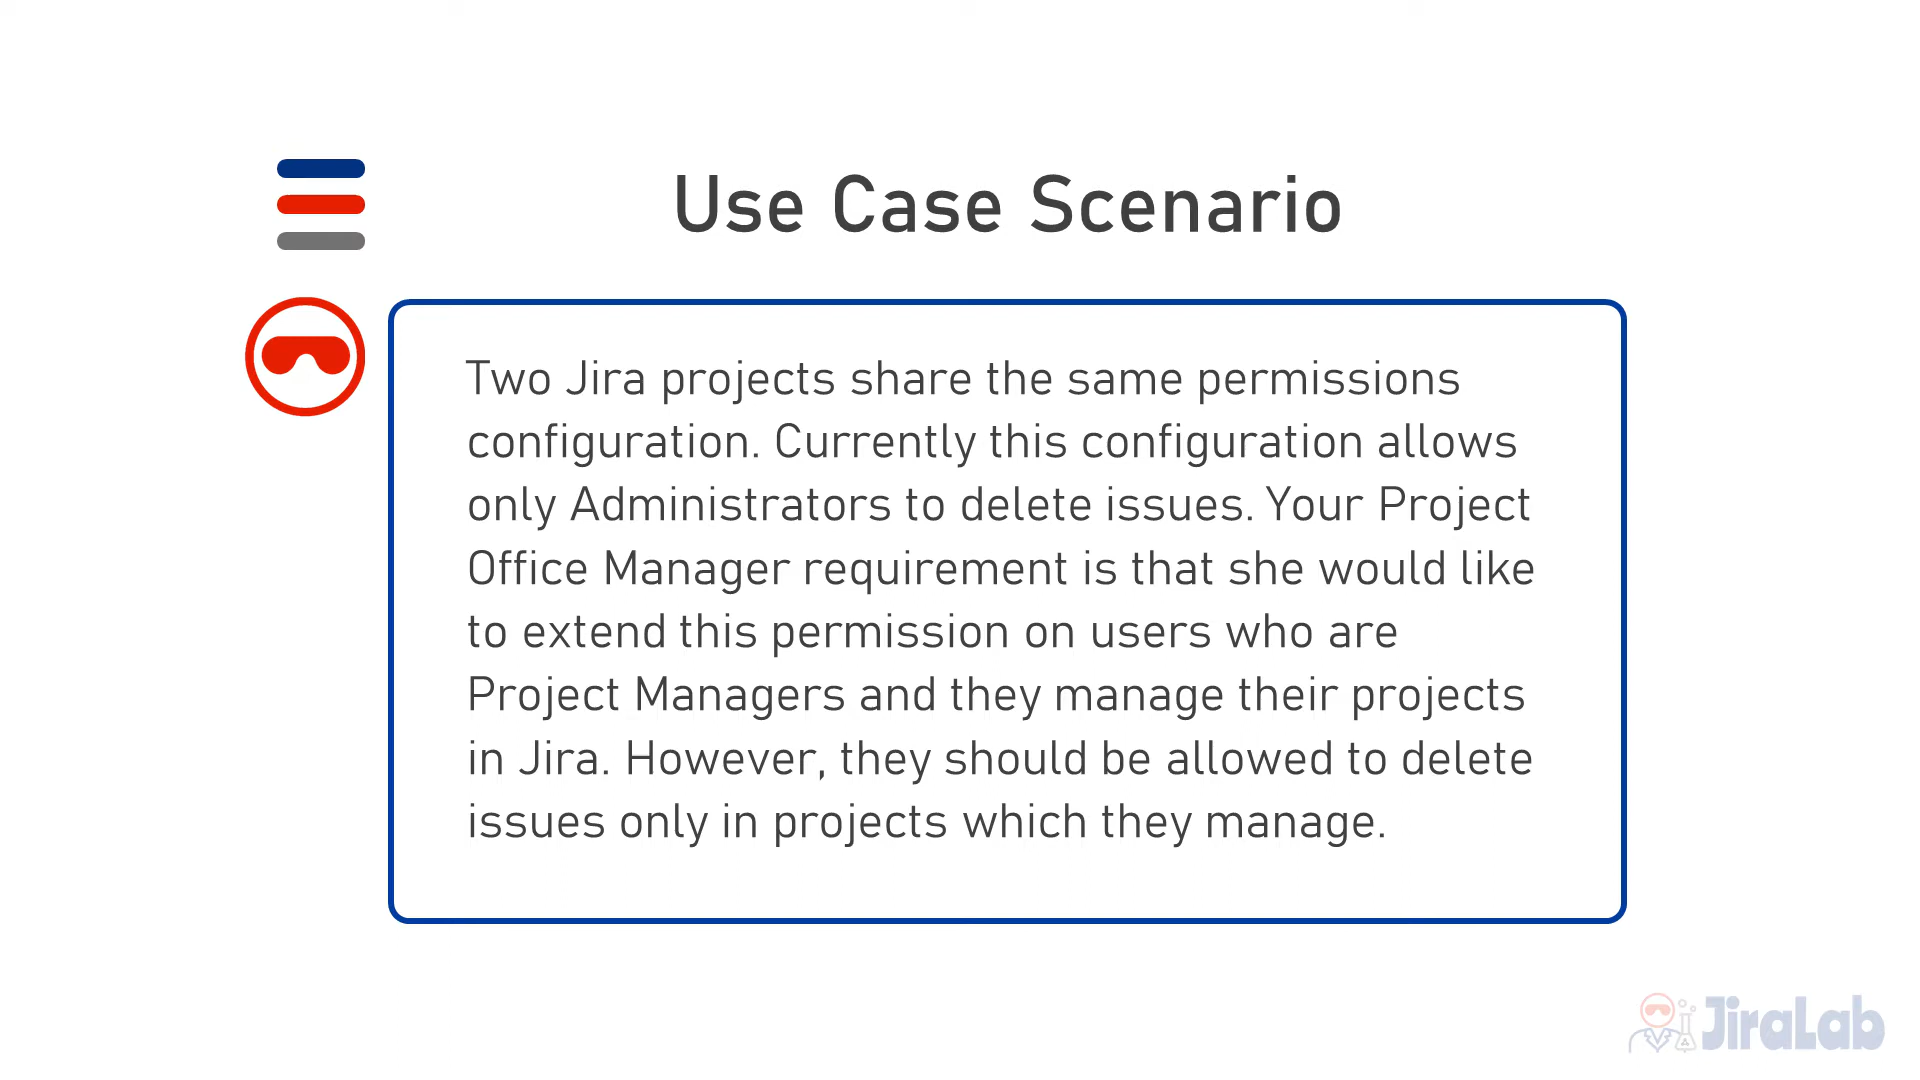 Use Case Scenario
Two Jira projects share the same permissions
configuration. Currently this configuration allows
only Administrators to delete issues. Your Project
Office Manager requirement is that she would like
to extend this permission on users who are
Project Managers and they manage their projects
in Jira. However, they should be allowed to delete
issues only in projects which they manage.
JiraLab